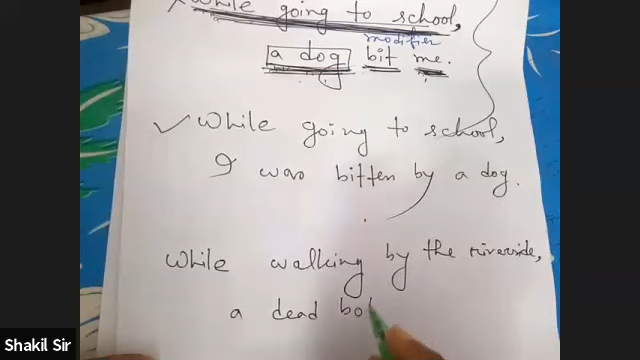 While going to school,
modifier
a dog bit me.
While going to school,
I was bitten by a dog.
While walking by the riverside,
a dead bo
Shakil Sir